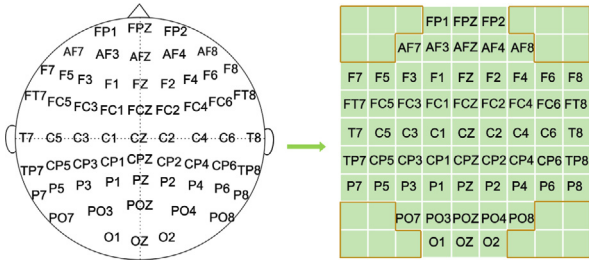 FP1 FPZ FP2
AF7 AF3 AFZ AF4 AF8
F7 F5 F3 F1 FZ F2 F4 F6 F8
FT7 FC5 FC3 FC1 FCZ FC2 FC4 FC6 FT8
T7 C5 C3 C1 CZ C2 C4 C6 T8
TP7 CP5 CP3 CP1 CPZ CP2 CP4 CP6 TP8
P7 P5 P3 P1 PZ P2 P4 P6 P8
PO7 PO3 POZ PO4 PO8
O1 OZ O2
FP1 FPZ FP2
AF7 AF3 FPZ AF4 AF8
F7 F5 F3 F1 FZ F2 F4 F6 F8
FT7 FC5 FC3 FC1 FCZ FC2 FC4 FC6 FT8
T7 C5 C3 C1 CZ C2 C4 C6 T8
TP7 CP5 CP3 CP1 CPZ CP2 CP4 CP6 TP8
P7 P5 P3 P1 PZ P2 P4 P6 P8
PO7 PO3 POZ PO4 PO8
O1 OZ O2